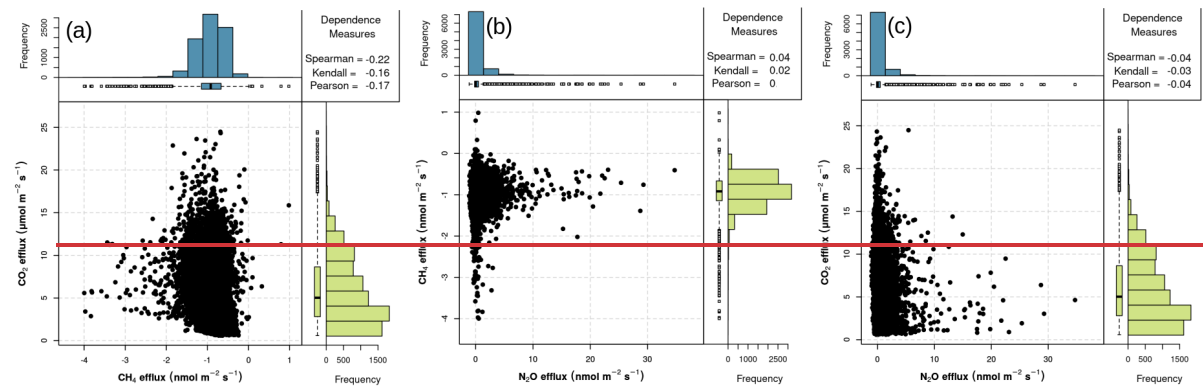 (a)
Frequency
0 1000 2500
Dependence
Measures
Spearman = -0.22
Kendall = -0.16
Pearson = -0.17
CO2 efflux (μmol m−2 s−1)
0 5 10 15 20 25
-4 -3 -2 -1 0 1
CH4 efflux (nmol m−2 s−1)
0 500 1500
Frequency
(b)
Frequency
0 3000 6000
Dependence
Measures
Spearman = 0.04
Kendall = 0.02
Pearson = 0
CH4 efflux (nmol m−2 s−1)
-4 -3 -2 -1 0 1
0 10 20 30
N2O efflux (nmol m−2 s−1)
0 1000 2500
Frequency
(c)
Frequency
0 3000 6000
Dependence
Measures
Spearman = -0.04
Kendall = -0.03
Pearson = -0.04
CO2 efflux (μmol m−2 s−1)
0 5 10 15 20 25
0 10 20 30
N2O efflux (nmol m−2 s−1)
0 500 1500
Frequency